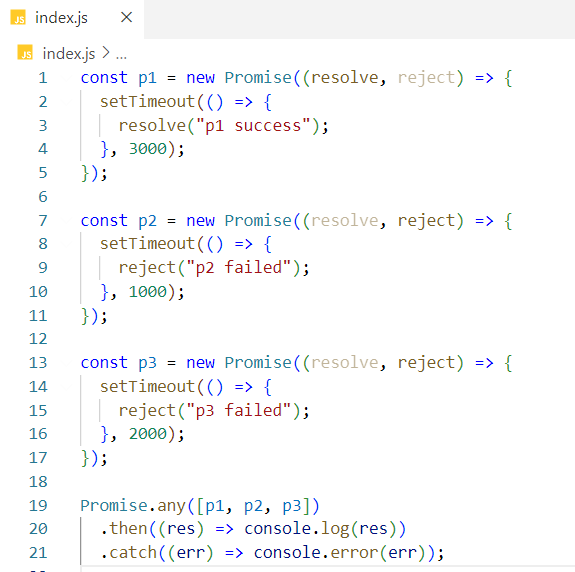 index.js
index.js > ...
1 const p1 = new Promise((resolve, reject) => {
2   setTimeout(() => {
3     resolve("p1 success");
4   }, 3000);
5 });
6
7 const p2 = new Promise((resolve, reject) => {
8   setTimeout(() => {
9     reject("p2 failed");
10   }, 1000);
11 });
12
13 const p3 = new Promise((resolve, reject) => {
14   setTimeout(() => {
15     reject("p3 failed");
16   }, 2000);
17 });
18
19 Promise.any([p1, p2, p3])
20   .then((res) => console.log(res))
21   .catch((err) => console.error(err));